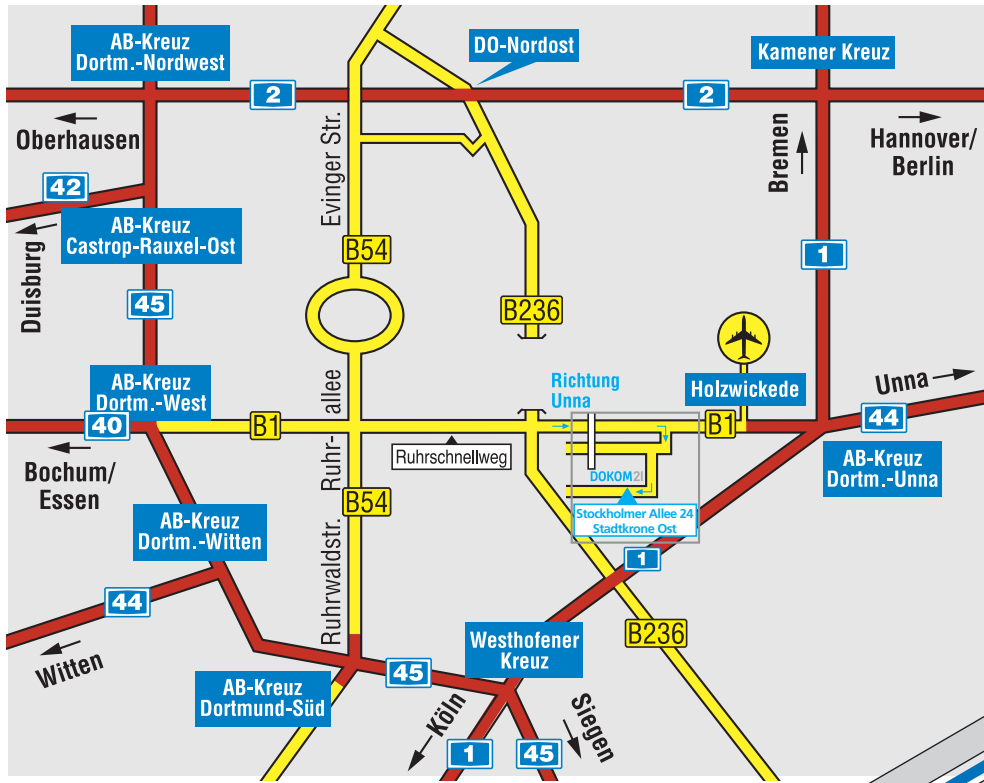 AB-Kreuz
Dortm.-Nordwest
DO-Nordost
Kamener Kreuz
2
2
Oberhausen
Hannover/
Berlin
Bremen
Evinger Str.
42
AB-Kreuz
Castrop-Rauxel-Ost
Duisburg
B54
1
45
B236
AB-Kreuz
Dortm.-West
Richtung
Unna
Holzwickede
Unna
40
B1
Ruhr- allee
B1
44
Bochum/
Essen
Ruhrschnellweg
AB-Kreuz
Dortm.-Unna
DOKOM21
B54
Stockholmer Allee 24
Stadtkrone Ost
AB-Kreuz
Dortm.-Witten
1
44
Ruhrwaldstr.
B236
Witten
Westhofener
Kreuz
45
AB-Kreuz
Dortmund-Süd
Köln
Siegen
1
45